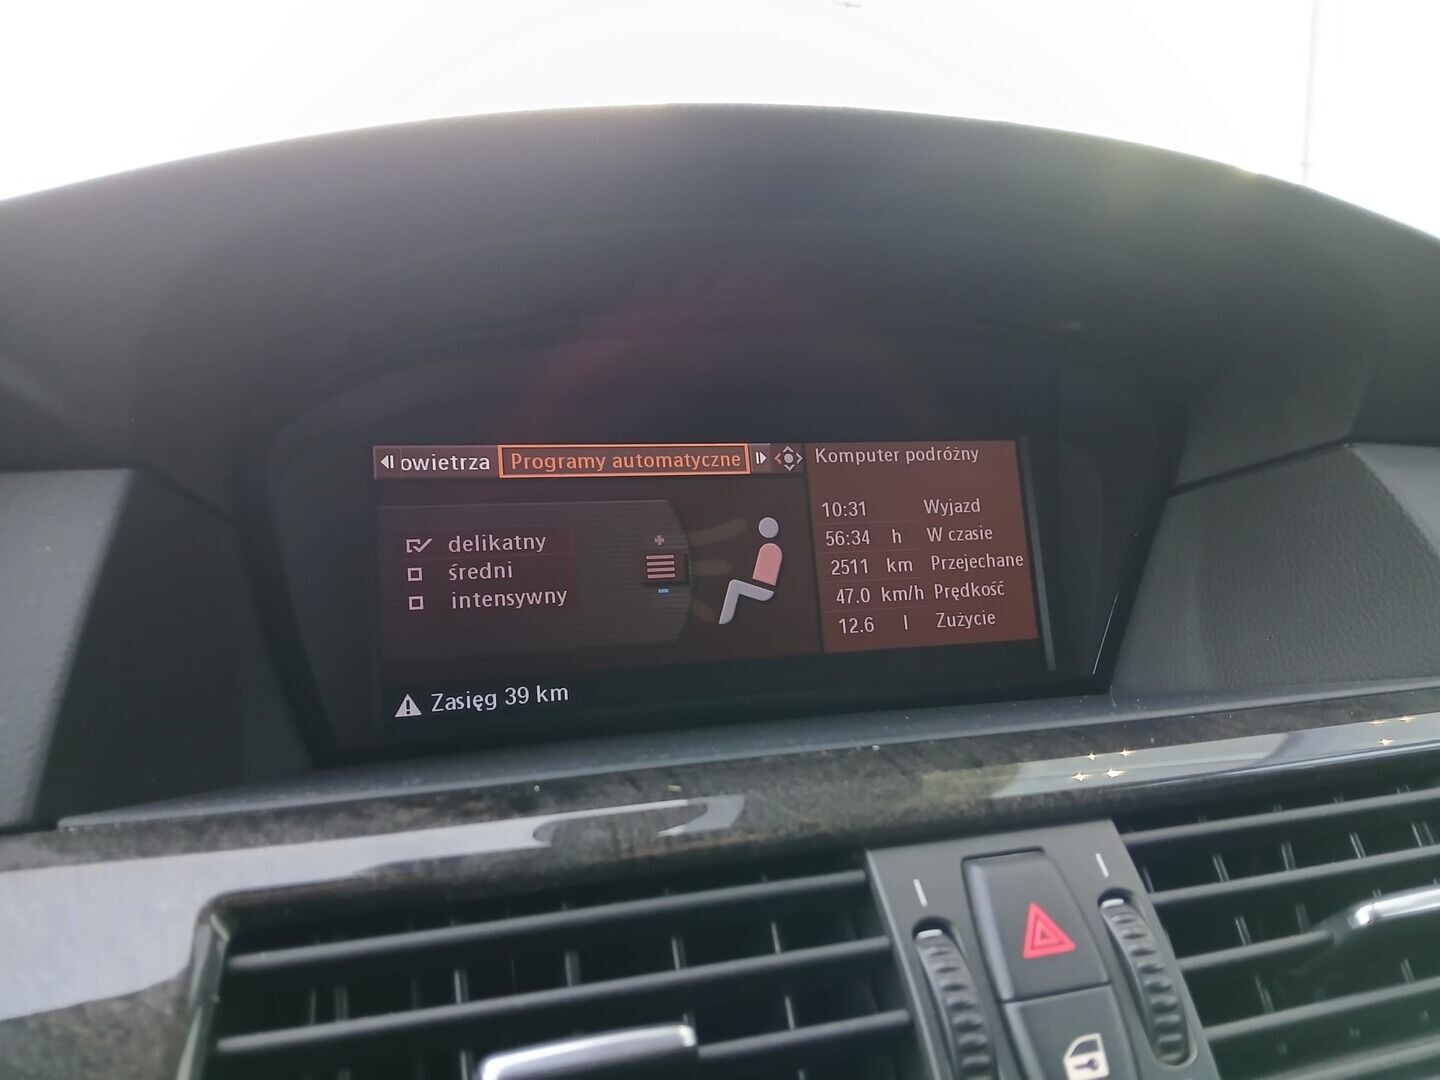 owietrza Programy automatyczne
delikatny
średni
intensywny
Zasięg 39 km
Komputer podróżny
10:31 Wyjazd
56:34 h W czasie
2511 km Przejechane
47.0 km/h Prędkość
12.6 l Zużycie